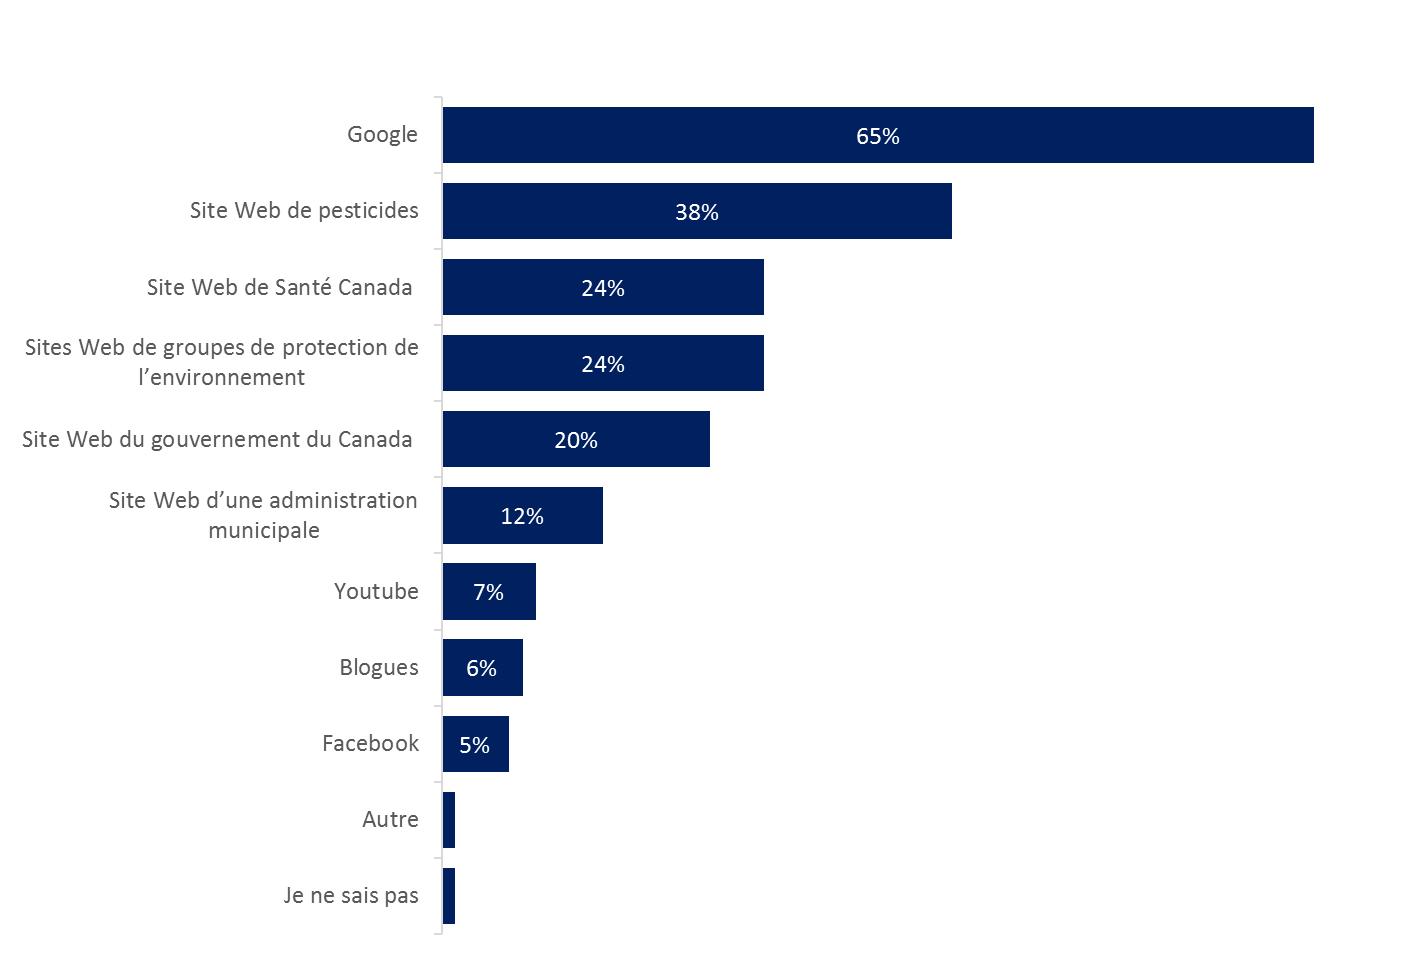 Google
65%
Site Web de pesticides
38%
Site Web de Santé Canada
24%
Sites Web de groupes de protection de
l’environnement
24%
Site Web du gouvernement du Canada
20%
Site Web d’une administration
municipale
12%
Youtube
7%
Blogues
6%
Facebook
5%
Autre
Je ne sais pas